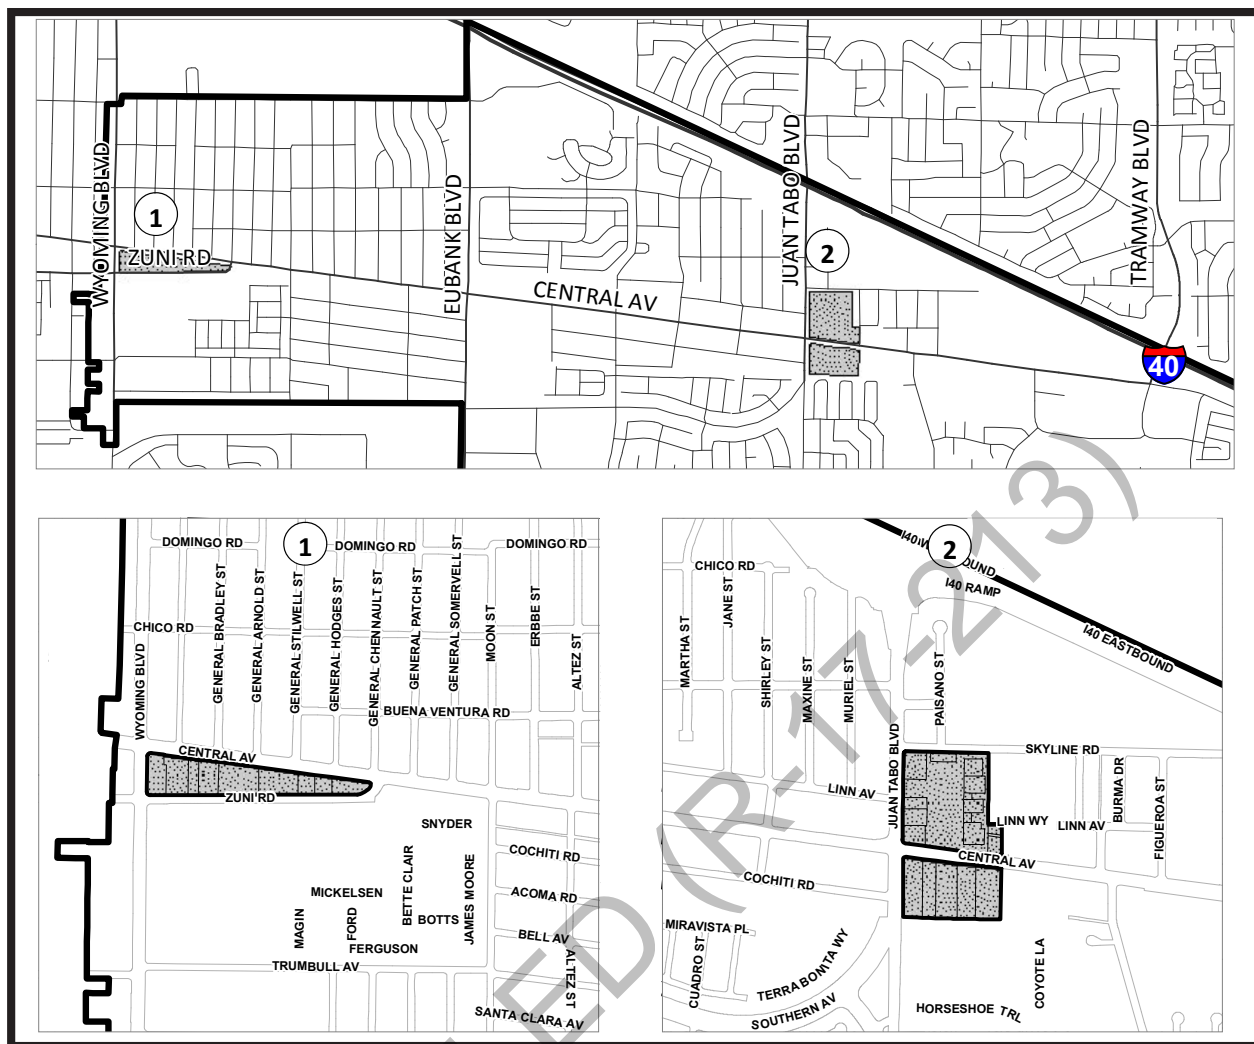 WYOMING BLVD
1
ZUNI RD
EUBANK BLVD
CENTRAL AV
JUAN TABO BLVD
2
TRAMWAY BLVD
40
1
DOMINGO RD
DOMINGO RD
DOMINGO RD
GENERAL BRADLEY ST
GENERAL ARNOLD ST
GENERAL STILWELL ST
GENERAL HODGES ST
GENERAL CHENNAULT ST
GENERAL PATCH ST
GENERAL SOMERVELL ST
MOON ST
ERBBE ST
ALTEZ ST
CHICO RD
WYOMING BLVD
BUENA VENTURA RD
CENTRAL AV
ZUNI RD
SNYDER
COCHITI RD
MICKELSEN
BETTE CLAIR
JAMES MOORE
ACOMA RD
MAGIN
FORD
BOTTS
FERGUSON
BELL AV
TRUMBULL AV
ALTEZ ST
SANTA CLARA AV
2
I40 W
OUND
I40 RAMP
I40 EASTBOUND
CHICO RD
JANE ST
MARTHA ST
SHIRLEY ST
MAXINE ST
MURIEL ST
PAISANO ST
JUAN TABO BLVD
SKYLINE RD
BURMA DR
FIGUEROA ST
LINN AV
LINN WY
LINN AV
CENTRAL AV
COCHITI RD
MIRAVISTA PL
CUADRO ST
TERRA BONITA WY
SOUTHERN AV
COYOTE LA
HORSESHOE TRL
ED (R-17-213)